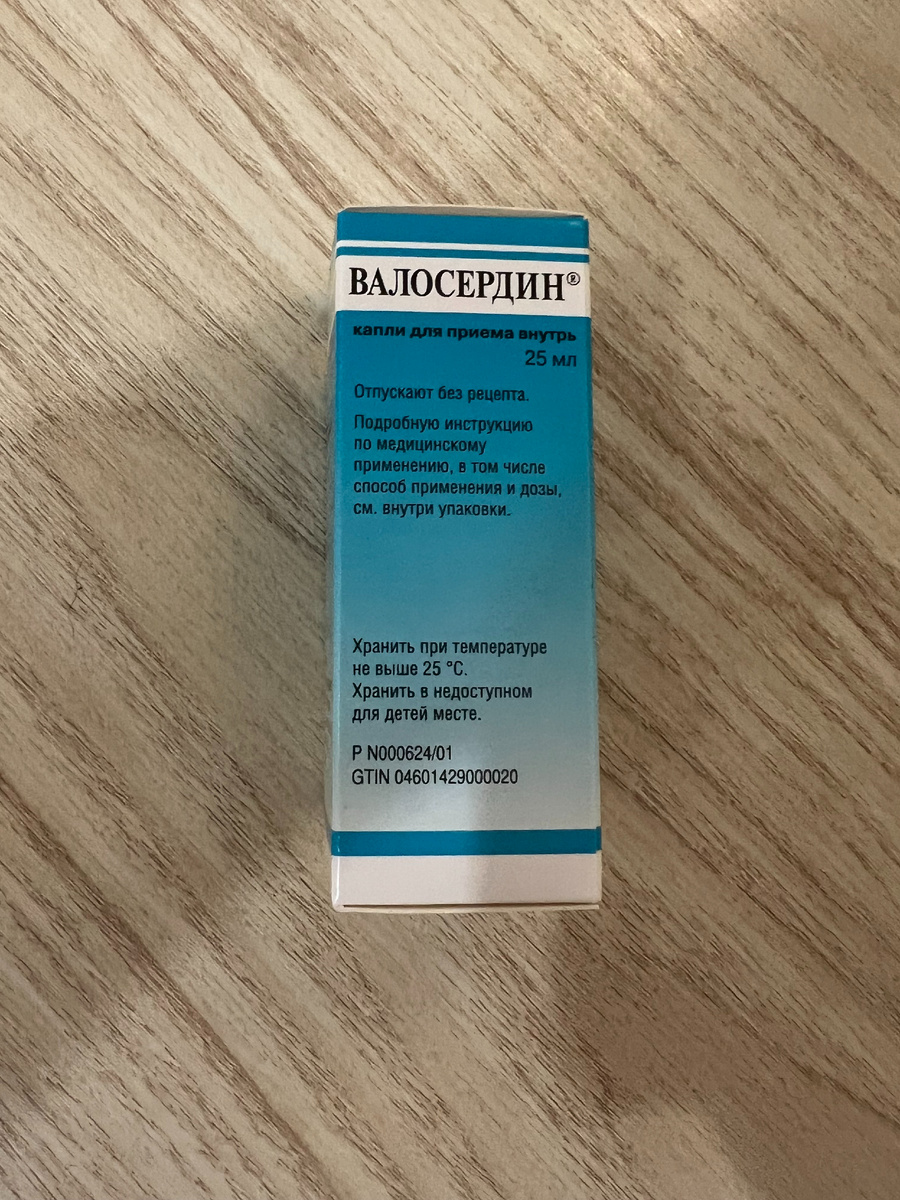 ВАЛОСЕРДИН®
капли для приема внутрь
25 мл
Отпускают без рецепта.
Подробную инструкцию
по медицинскому
применению, в том числе
способ применения и дозы,
см. внутри упаковки.
Хранить при температуре
не выше 25 °С.
Хранить в недоступном
для детей месте.
Р N000624/01
GTIN 04601429000020